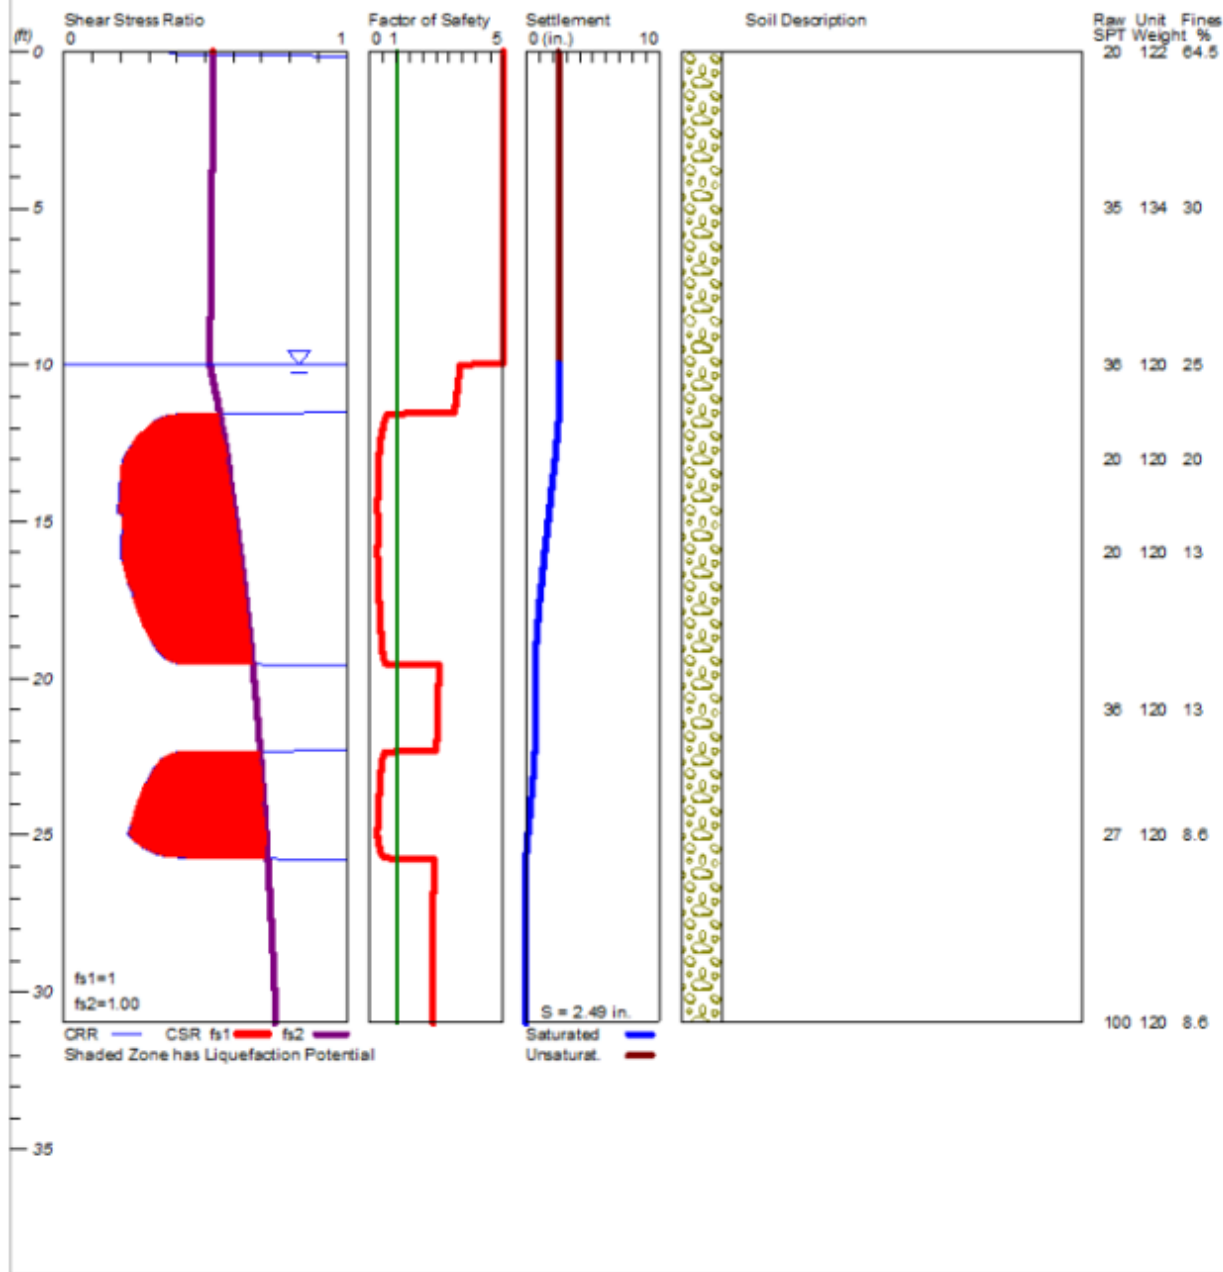 Shear Stress Ratio Factor of Safety Settlement Soil Description Raw Unit Fines
(ft) 0 1 0 1 5 0 (in.) 10 SPT Weight %
0 20 122 64.5
5 35 134 30
10 36 120 25
20 120 20
15
20 120 13
20
36 120 13
25 27 120 8.6
fs1=1
30
fs2=1.00 S = 2.49 in.
100 120 8.6
CRR CSR fs1 fs2 Saturated
Shaded Zone has Liquefaction Potential Unsaturat.
35